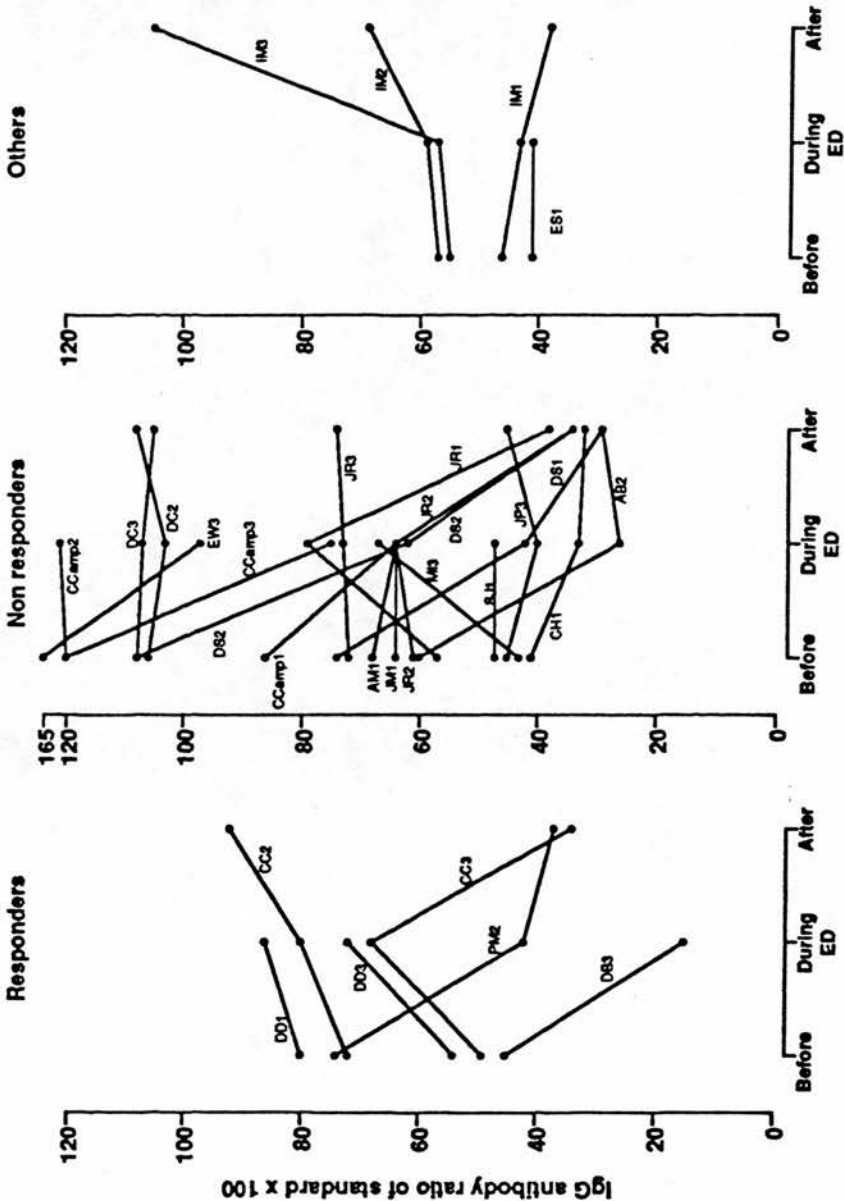 Responders
Non responders
Others
IgG antibody ratio of standard x 100
120
100
80
60
40
20
0
DD1
CC2
DD3
CC3
PM2
DB3
Before
During
After
ED
165
120
100
80
60
40
20
0
CCamp2
DC3
DC2
EW3
CCamp3
DS2
CCamp1
AM1
JM1
JR2
JR3
JR1
JR2
DS2
DS1
JP3
MI3
SJ1
CH1
AB2
Before
During
After
ED
120
100
80
60
40
20
0
IM3
IM2
IM1
ES1
Before
During
After
ED